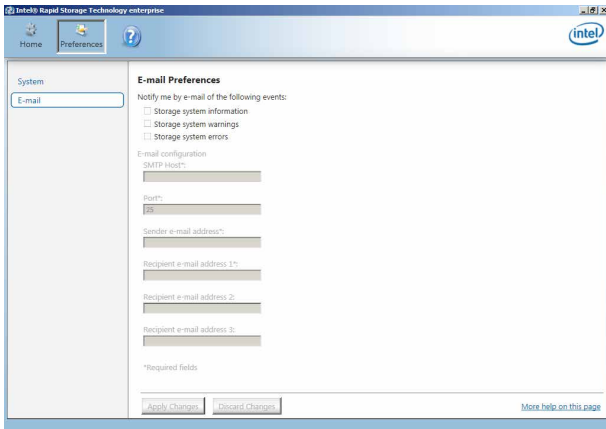 Intel® Rapid Storage Technology enterprise
Home
Preferences
?
intel
System
E-mail
E-mail Preferences
Notify me by e-mail of the following events:
Storage system information
Storage system warnings
Storage system errors
E-mail configuration
SMTP Host*:
Port*:
25
Sender e-mail address*:
Recipient e-mail address 1*:
Recipient e-mail address 2:
Recipient e-mail address 3:
*Required fields
Apply Changes
Discard Changes
More help on this page